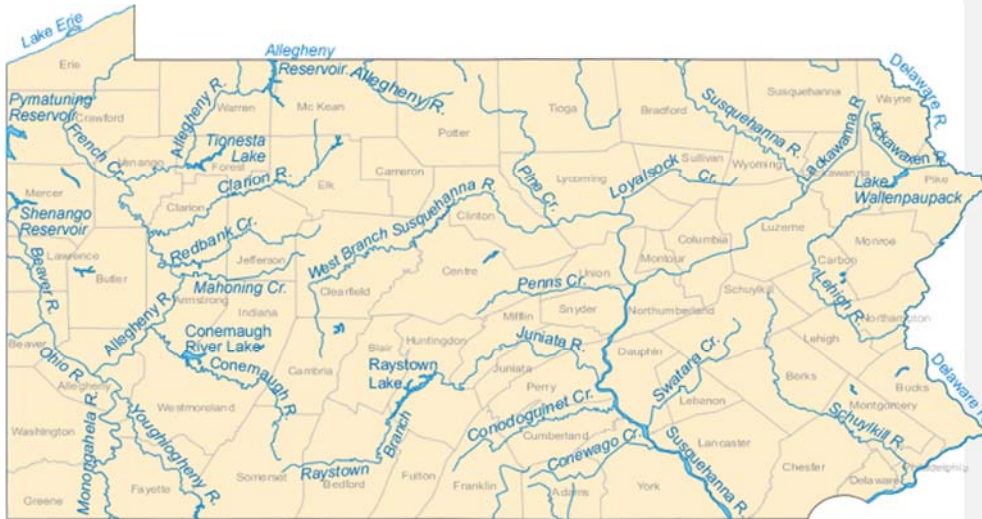 Lake Erie
Erie
Allegheny
Reservoir
Allegheny R.
Pymatuning
Reservoir
Crawford
French Cr.
Allegheny R.
Warren
Mc Kean
Potter
Tioga
Bradford
Susquehanna
Susquehanna R.
Wayne
Delaware R.
Lackawanna R.
Lackawaxen R.
Tionesta
Lake
Venango
Forest
Clarion R.
Elk
Cameron
Pine Cr.
Lycoming
Loyalsock
Cr.
Sullivan
Wyoming
Lackawanna
Pike
Lake
Wallenpaupack
Mercer
Shenango
Reservoir
Clarion
West Branch Susquehanna R.
Clinton
Luzerne
Columbia
Montour
Monroe
Carbon
Lawrence
Beaver R.
Butler
Redbank Cr.
Jefferson
Clearfield
Centre
Union
Penns Cr.
Snyder
Northumberland
Schuylkill
Lehigh R.
Northampton
Mahoning Cr.
Armstrong
Indiana
Allegheny R.
Mifflin
Beaver
Ohio R.
Conemaugh
River Lake
Conemaugh
R.
Cambria
Blair
Huntingdon
Raystown
Lake
Juniata R.
Juniata
Perry
Dauphin
Swatara Cr.
Lebanon
Lehigh
Berks
Bucks
Montgomery
Delaware
Allegheny
Westmoreland
Washington
Monongahela R.
Youghiogheny R.
Conodoguinet Cr.
Cumberland
Conewago Cr.
Lancaster
Schuylkill R.
Philadelphia
Greene
Fayette
Somerset
Raystown
Branch
Bedford
Fulton
Franklin
Adams
York
Susquehanna R.
Chester
Delaware